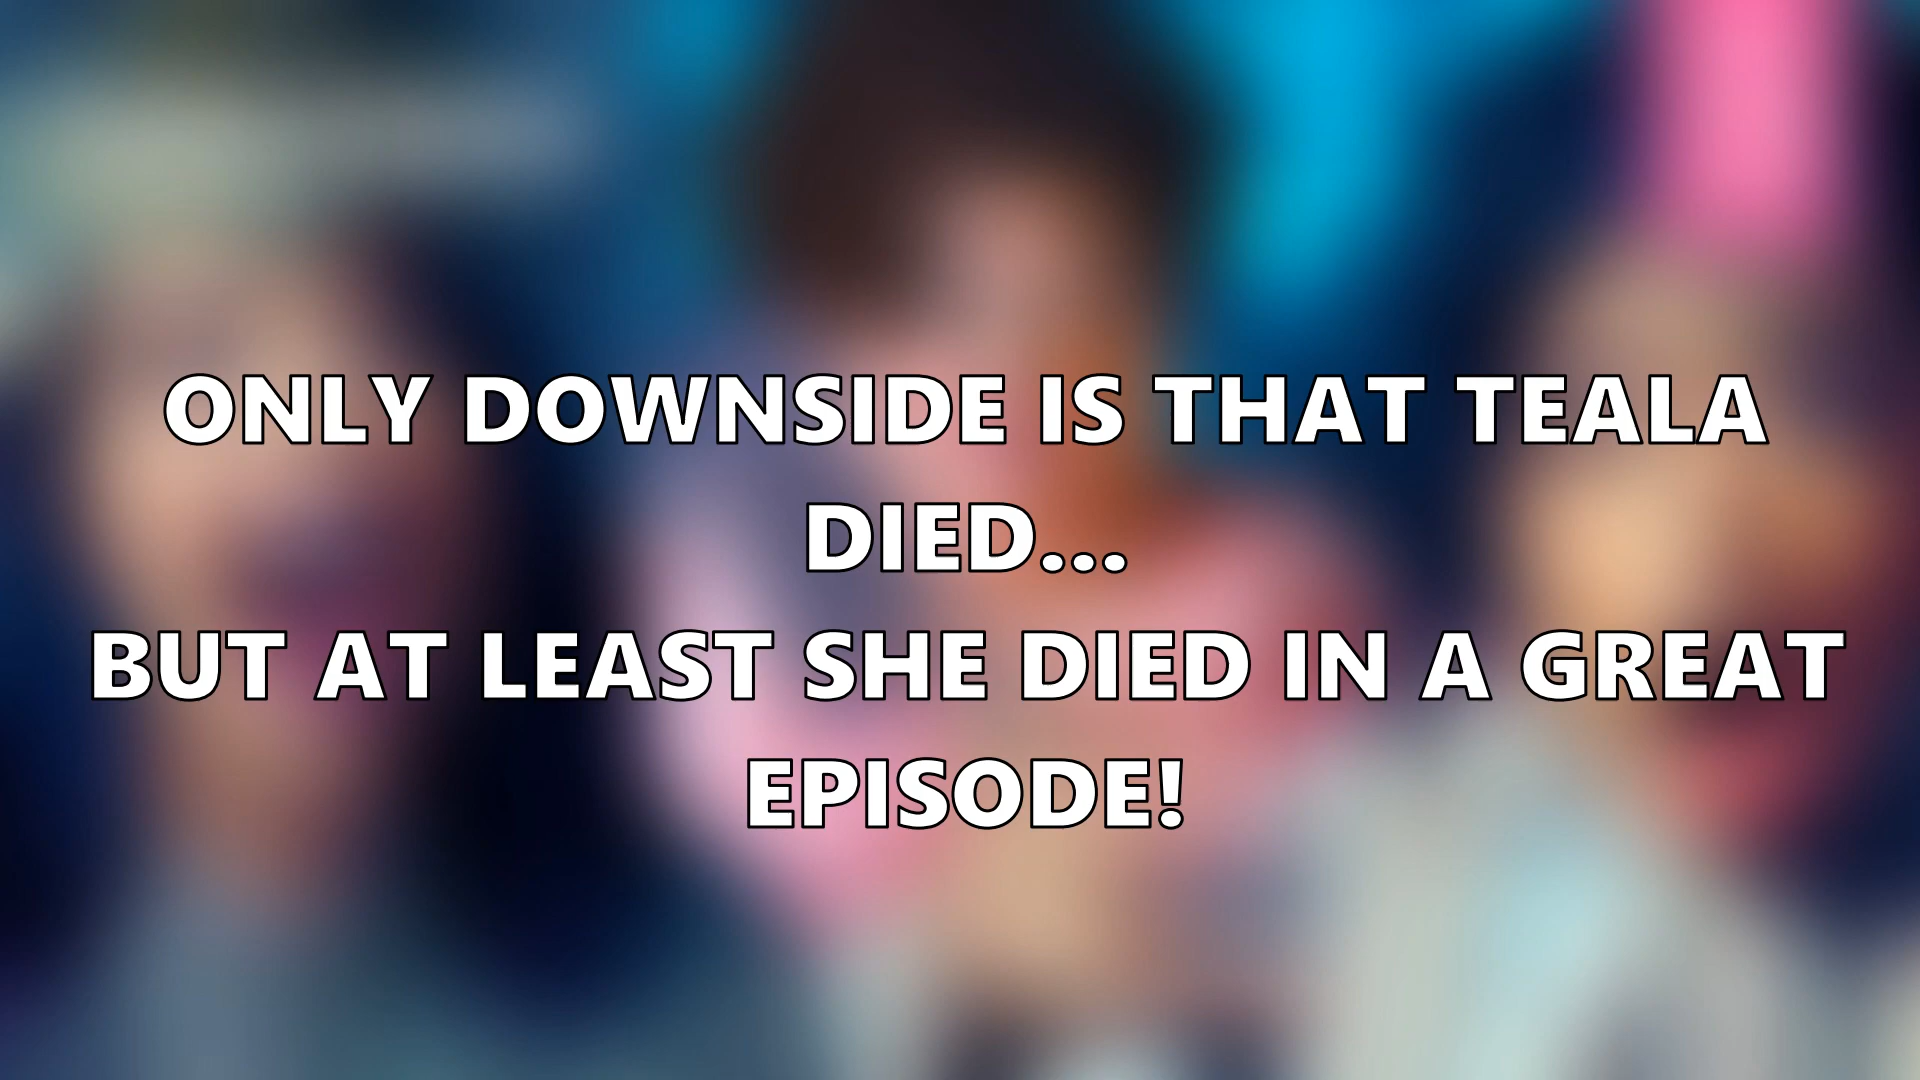 ONLY DOWNSIDE IS THAT TEALA
DIED...
BUT AT LEAST SHE DIED IN A GREAT
EPISODE!